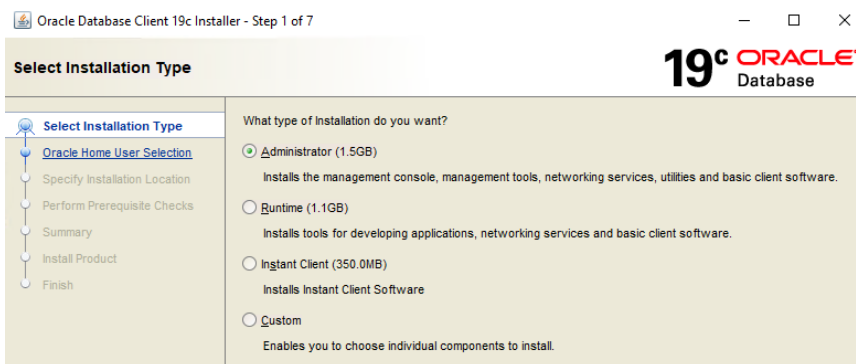 Oracle Database Client 19c Installer - Step 1 of 7
Select Installation Type
19c ORACLE
Database
Select Installation Type
Oracle Home User Selection
Specify Installation Location
Perform Prerequisite Checks
Summary
Install Product
Finish
What type of Installation do you want?
Administrator (1.5GB)
Installs the management console, management tools, networking services, utilities and basic client software.
Runtime (1.1GB)
Installs tools for developing applications, networking services and basic client software.
Instant Client (350.0MB)
Installs Instant Client Software
Custom
Enables you to choose individual components to install.